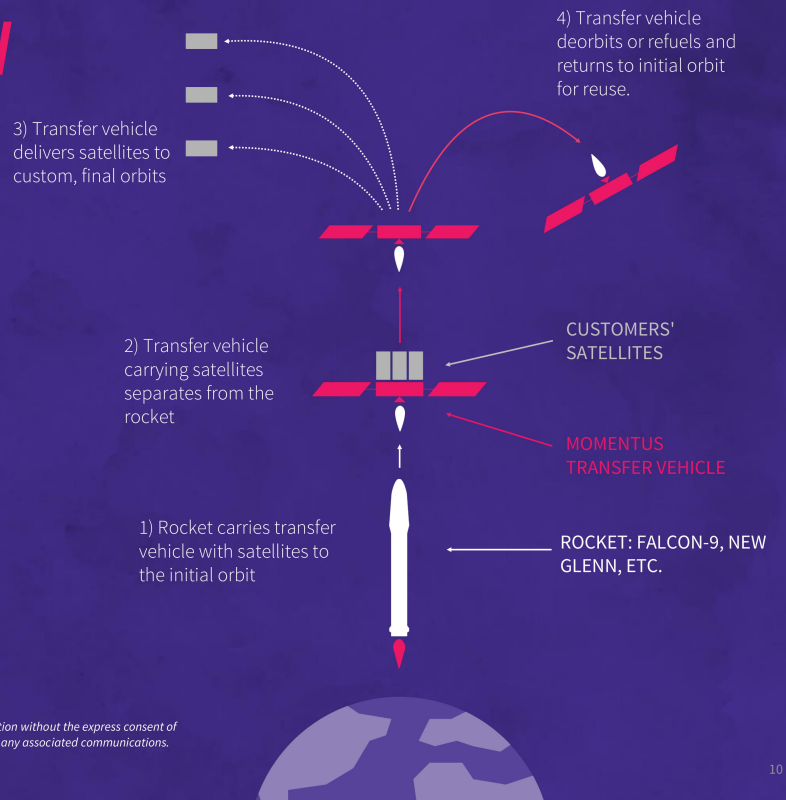 4) Transfer vehicle
deorbits or refuels and
returns to initial orbit
for reuse.
3) Transfer vehicle
delivers satellites to
custom, final orbits
CUSTOMERS'
SATELLITES
2) Transfer vehicle
carrying satellites
separates from the
rocket
MOMENTUS
TRANSFER VEHICLE
1) Rocket carries transfer
vehicle with satellites to
the initial orbit
ROCKET: FALCON-9, NEW
GLENN, ETC.
without the express consent of
any associated communications.
10